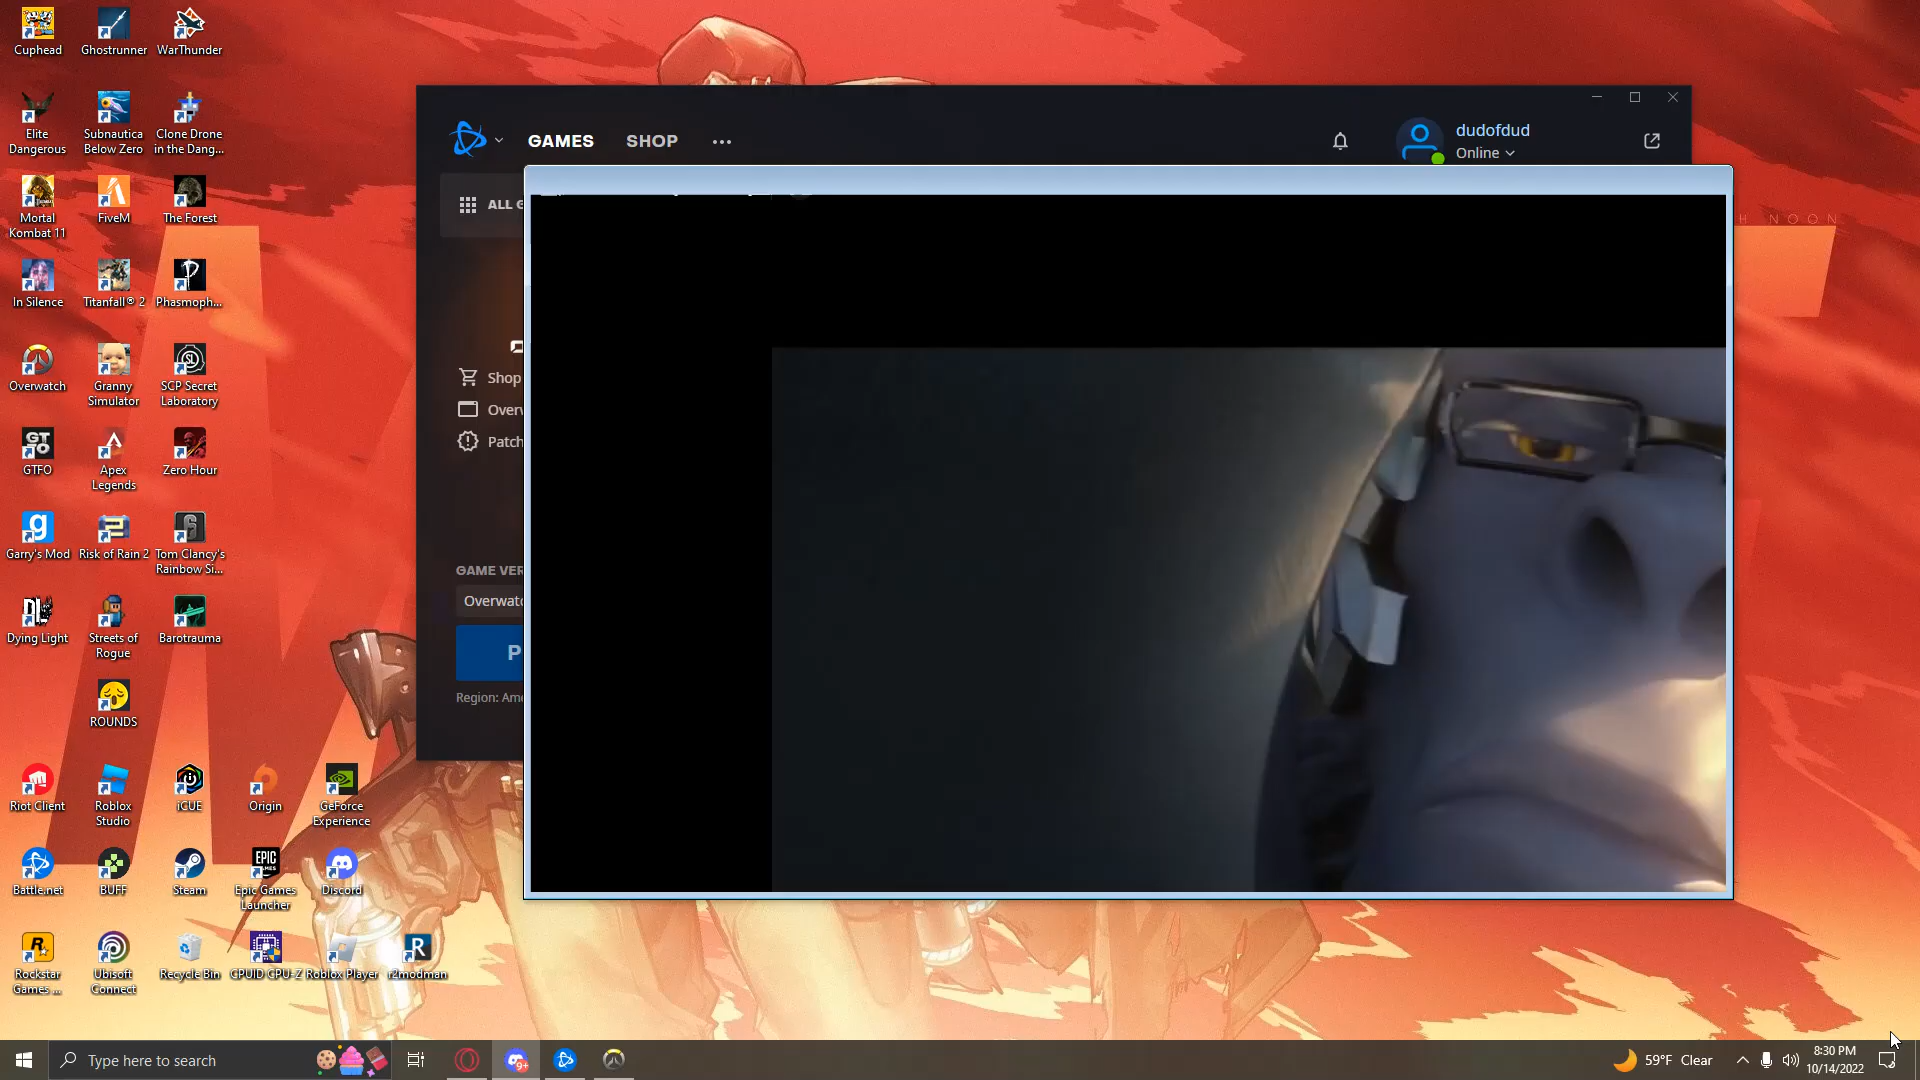 Cuphead
Ghostrunner
WarThunder
Elite
Dangerous
Subnautica
Below Zero
Clone Drone
in the Dang...
Mortal
Kombat 11
FiveM
The Forest
In Silence
Titanfall® 2
Phasmoph...
Overwatch
Granny
Simulator
SCP Secret
Laboratory
GTFO
Apex
Legends
Zero Hour
Garry's Mod
Risk of Rain 2
Tom Clancy's
Rainbow Si...
Dying Light
Streets of
Rogue
Barotrauma
ROUNDS
Riot Client
Roblox
Studio
iCUE
Origin
GeForce
Experience
Battle.net
BUFF
Steam
Epic Games
Launcher
Discord
Rockstar
Games ...
Ubisoft
Connect
Recycle Bin
CPUID CPU-Z
Roblox Player
r2modman
GAMES
SHOP
dudofdud
Online
ALL G
Shop
Overw
Patch
GAME VER
Overwatc
P
Region: Ame
H NOON
Type here to search
9+
59°F Clear
8:30 PM
10/14/2022